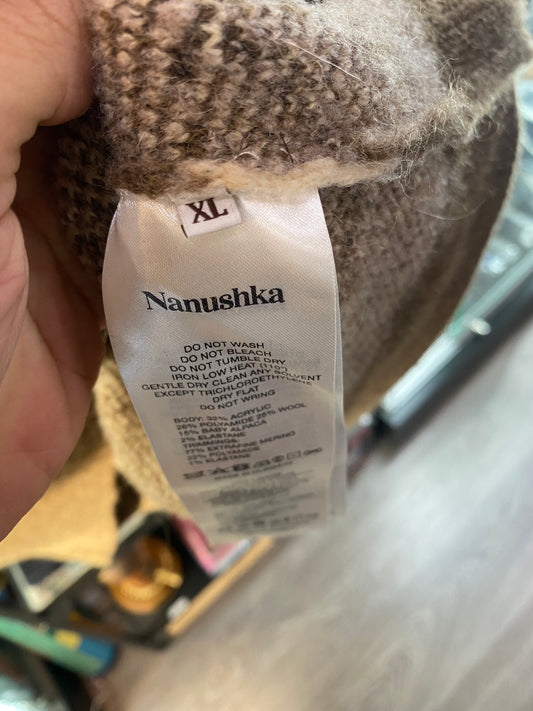 XL
Nanushka
DO NOT WASH
DO NOT BLEACH
DO NOT TUMBLE DRY
IRON LOW HEAT (110°)
GENTLE DRY CLEAN ANY SOLVENT
EXCEPT TRICHLOROETHYLENE
DRY FLAT
DO NOT WRING
BODY: 32% ACRYLIC
26% POLYAMIDE 25% WOOL
15% BABY ALPACA
2% ELASTANE
TRIMMINGS:
77% EXTRAFINE MERINO
22% POLYAMIDE
1% ELASTANE